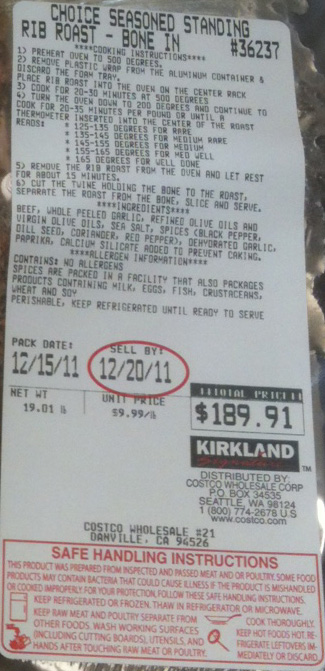 CHOICE SEASONED STANDING
RIB ROAST - BONE IN #36237
****COOKING INSTRUCTIONS****
1) PREHEAT OVEN TO 500 DEGREES.
2) REMOVE PLASTIC WRAP FROM THE ALUMINUM CONTAINER &
DISCARD THE FOAM TRAY.
PLACE RIB ROAST INTO THE OVEN ON THE CENTER RACK
3) COOK FOR 20-30 MINUTES AT 500 DEGREES
4) TURN THE OVEN DOWN TO 200 DEGREES AND CONTINUE TO
COOK FOR 20-35 MINUTES PER POUND OR UNTIL A
THERMOMETER INSERTED INTO THE CENTER OF THE ROAST
READS: * 125-135 DEGREES FOR RARE
* 135-145 DEGREES FOR MEDIUM RARE
* 145-155 DEGREES FOR MEDIUM
* 155-165 DEGREES FOR MED WELL
* 165 DEGREES FOR WELL DONE
5) REMOVE THE RIB ROAST FROM THE OVEN AND LET REST
FOR ABOUT 15 MINUTES.
6) CUT THE TWINE HOLDING THE BONE TO THE ROAST,
SEPARATE THE ROAST FROM THE BONE, SLICE AND SERVE.
****INGREDIENTS****
BEEF, WHOLE PEELED GARLIC, REFINED OLIVE OILS AND
VIRGIN OLIVE OILS, SEA SALT, SPICES (BLACK PEPPER,
DILL SEED, CORIANDER, RED PEPPER), DEHYDRATED GARLIC,
PAPRIKA, CALCIUM SILICATE ADDED TO PREVENT CAKING.
****ALLERGEN INFORMATION****
CONTAINS: NO ALLERGENS
SPICES ARE PACKED IN A FACILITY THAT ALSO PACKAGES
PRODUCTS CONTAINING MILK, EGGS, FISH, CRUSTACEANS,
WHEAT AND SOY
PERISHABLE, KEEP REFRIGERATED UNTIL READY TO SERVE
PACK DATE: SELL BY:
12/15/11 12/20/11
NET WT UNIT PRICE TOTAL PRICE
19.01 lb $9.99/lb $189.91
KIRKLAND
Signature™
DISTRIBUTED BY:
COSTCO WHOLESALE CORP
P.O. BOX 34535
SEATTLE, WA 98124
1 (800) 774-2678 U.S
www.costco.com
COSTCO WHOLESALE #21
DANVILLE, CA 94526
SAFE HANDLING INSTRUCTIONS
THIS PRODUCT WAS PREPARED FROM INSPECTED AND PASSED MEAT AND OR POULTRY. SOME FOOD
PRODUCTS MAY CONTAIN BACTERIA THAT COULD CAUSE ILLNESS IF THE PRODUCT IS MISHANDLED
OR COOKED IMPROPERLY. FOR YOUR PROTECTION, FOLLOW THESE SAFE HANDLING INSTRUCTIONS.
KEEP REFRIGERATED OR FROZEN. THAW IN REFRIGERATOR OR MICROWAVE.
KEEP RAW MEAT AND POULTRY SEPARATE FROM
OTHER FOODS. WASH WORKING SURFACES
(INCLUDING CUTTING BOARDS), UTENSILS, AND
HANDS AFTER TOUCHING RAW MEAT OR POULTRY.
COOK THOROUGHLY.
KEEP HOT FOODS HOT. RE-
FRIGERATE LEFTOVERS IM-
MEDIATELY OR DISCARD.